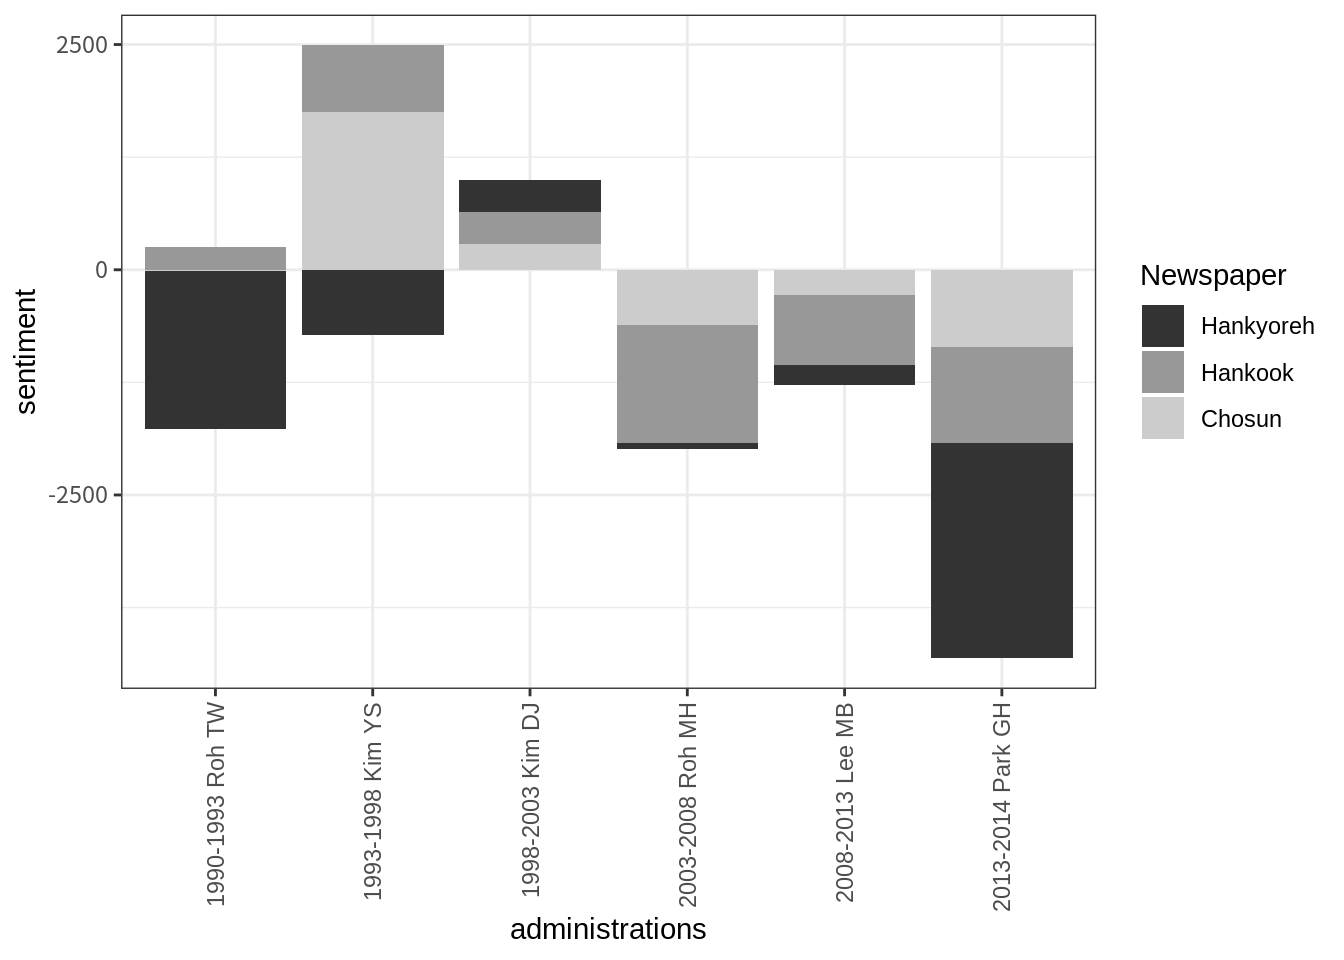 2500
0
-2500
sentiment
1990-1993 Roh TW
1993-1998 Kim YS
1998-2003 Kim DJ
2003-2008 Roh MH
2008-2013 Lee MB
2013-2014 Park GH
administrations
Newspaper
Hankyoreh
Hankook
Chosun